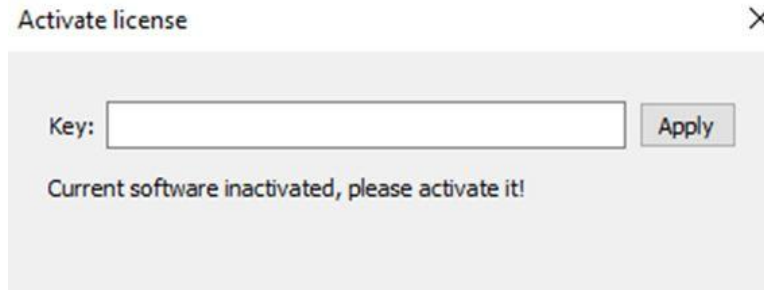 Activate license
Key: Apply
Current software inactivated, please activate it!